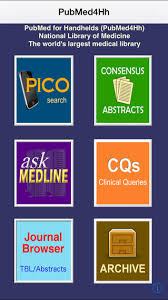 PubMed4Hh
PubMed for Handhelds (PubMed4Hh)
National Library of Medicine
The world's largest medical library
PICO
search
CONSENSUS
ABSTRACTS
ask
MEDLINE
CQs
Clinical Queries
Journal
Browser
TBL/Abstracts
ARCHIVE